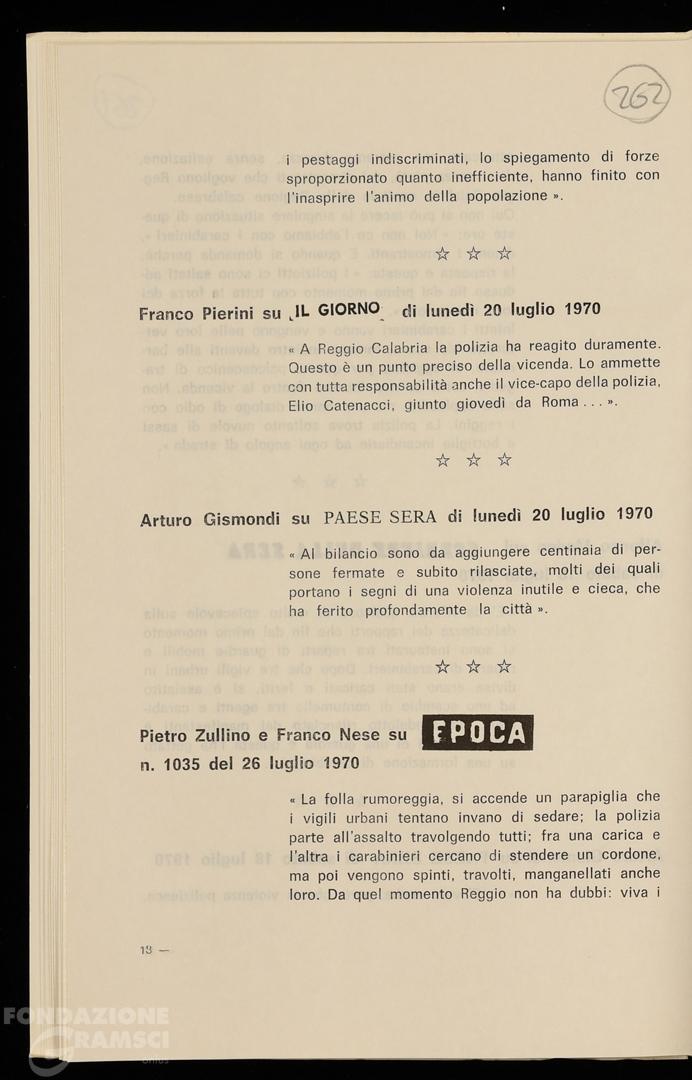 262
i pestaggi indiscriminati, lo spiegamento di forze
sproporzionato quanto inefficiente, hanno finito con
l'inasprire l'animo della popolazione ».
Franco Pierini su IL GIORNO di lunedì 20 luglio 1970
« A Reggio Calabria la polizia ha reagito duramente.
Questo è un punto preciso della vicenda. Lo ammette
con tutta responsabilità anche il vice-capo della polizia,
Elio Catenacci, giunto giovedì da Roma . . . ».
Arturo Gismondi su PAESE SERA di lunedì 20 luglio 1970
« Al bilancio sono da aggiungere centinaia di per-
sone fermate e subito rilasciate, molti dei quali
portano i segni di una violenza inutile e cieca, che
ha ferito profondamente la città ».
Pietro Zullino e Franco Nese su EPOCA
n. 1035 del 26 luglio 1970
« La folla rumoreggia, si accende un parapiglia che
i vigili urbani tentano invano di sedare; la polizia
parte all'assalto travolgendo tutti; fra una carica e
l'altra i carabinieri cercano di stendere un cordone,
ma poi vengono spinti, travolti, manganellati anche
loro. Da quel momento Reggio non ha dubbi: viva i
18 —
FONDAZIONE
GRAMSCI
onlus